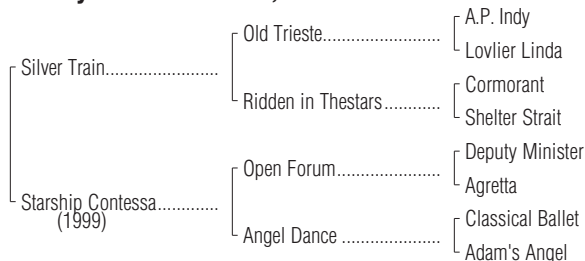 A.P. Indy
Old Trieste........................
Lovlier Linda
Silver Train.......................
Cormorant
Ridden in Thestars...........
Shelter Strait
Deputy Minister
Open Forum.....................
Agretta
Starship Contessa............
(1999)
Classical Ballet
Angel Dance ....................
Adam's Angel